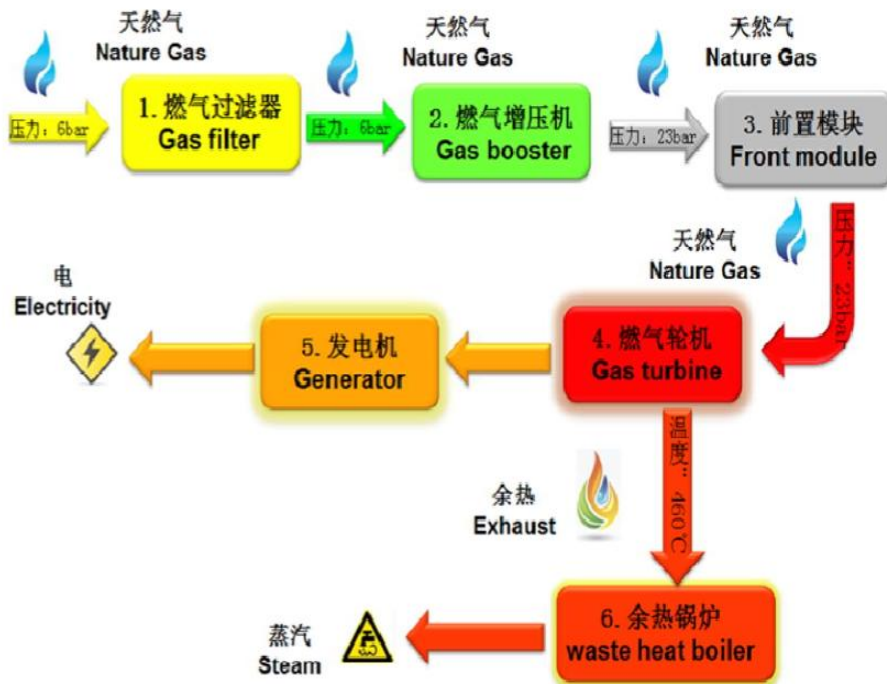 天然气
Nature Gas
天然气
Nature Gas
天然气
Nature Gas
压力：6bar
1. 燃气过滤器
Gas filter
压力：6bar
2. 燃气增压机
Gas booster
压力：23bar
3. 前置模块
Front module
压力：23bar
天然气
Nature Gas
电
Electricity
5. 发电机
Generator
4. 燃气轮机
Gas turbine
温度：460℃
余热
Exhaust
蒸汽
Steam
6. 余热锅炉
waste heat boiler